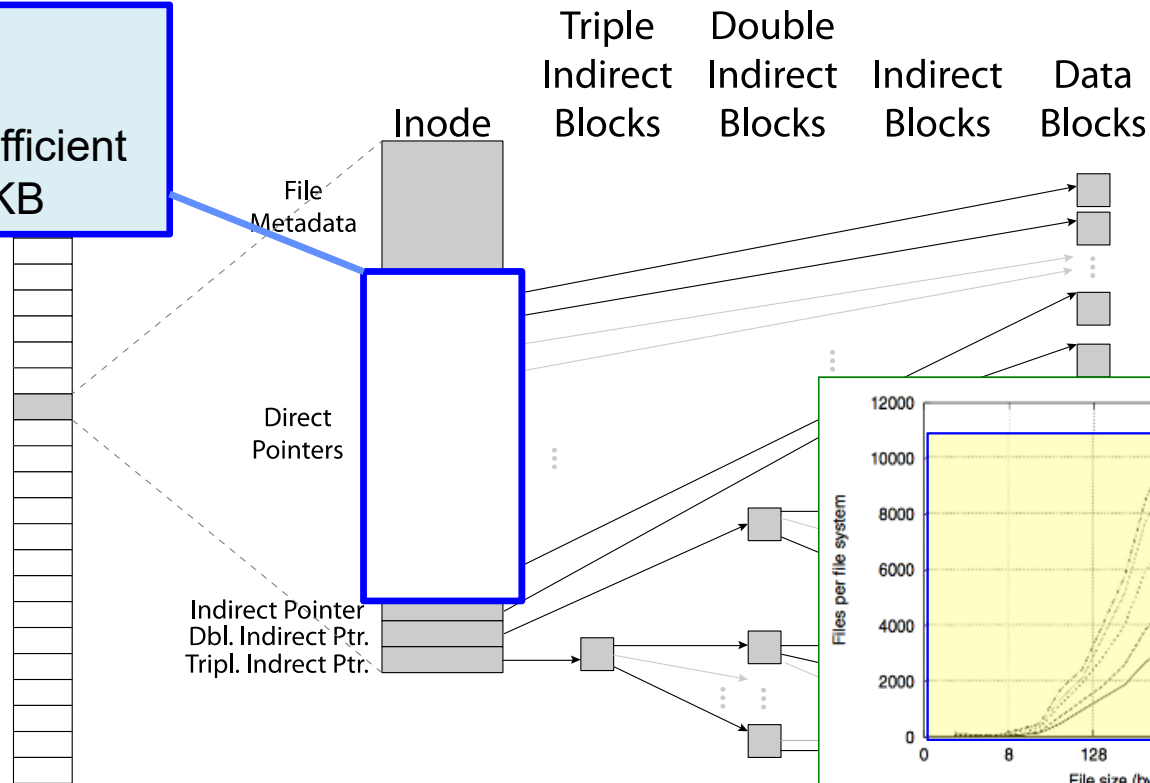 KB
Triple
Indirect
Blocks
Double
Indirect
Blocks
Indirect
Blocks
Data
Blocks
Inode
File
Metadata
Direct
Pointers
Indirect Pointer
Dbl. Indirect Ptr.
Tripl. Indrect Ptr.
12000
10000
8000
6000
4000
2000
0
Files per file system
0 8 128
File size